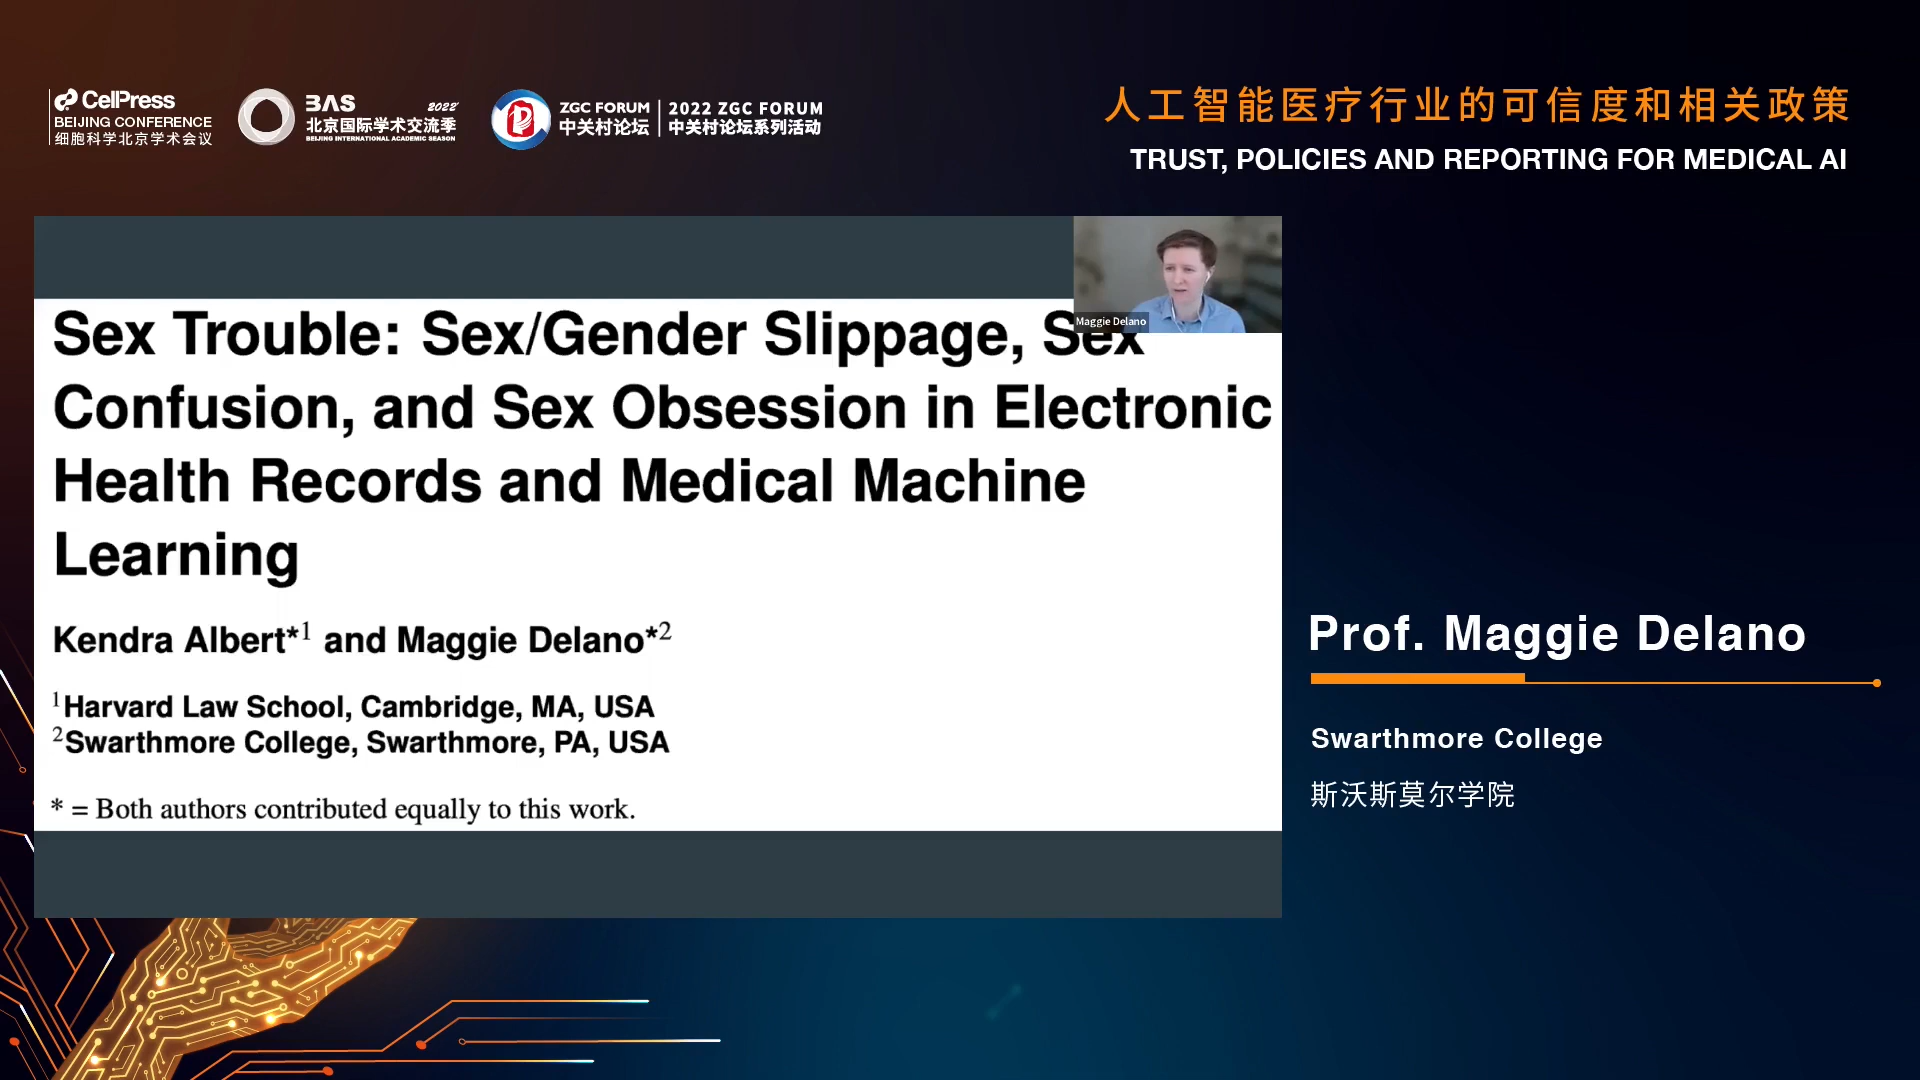 CellPress
BEIJING CONFERENCE
细胞科学北京学术会议
BAS 2022'
北京国际学术交流季
BEIJING INTERNATIONAL ACADEMIC SEASON
ZGC FORUM
中关村论坛
2022 ZGC FORUM
中关村论坛系列活动
人工智能医疗行业的可信度和相关政策
TRUST, POLICIES AND REPORTING FOR MEDICAL AI
Maggie Delano
Sex Trouble: Sex/Gender Slippage, Sex
Confusion, and Sex Obsession in Electronic
Health Records and Medical Machine
Learning
Kendra Albert*1 and Maggie Delano*2
1Harvard Law School, Cambridge, MA, USA
2Swarthmore College, Swarthmore, PA, USA
* = Both authors contributed equally to this work.
Prof. Maggie Delano
Swarthmore College
斯沃斯莫尔学院